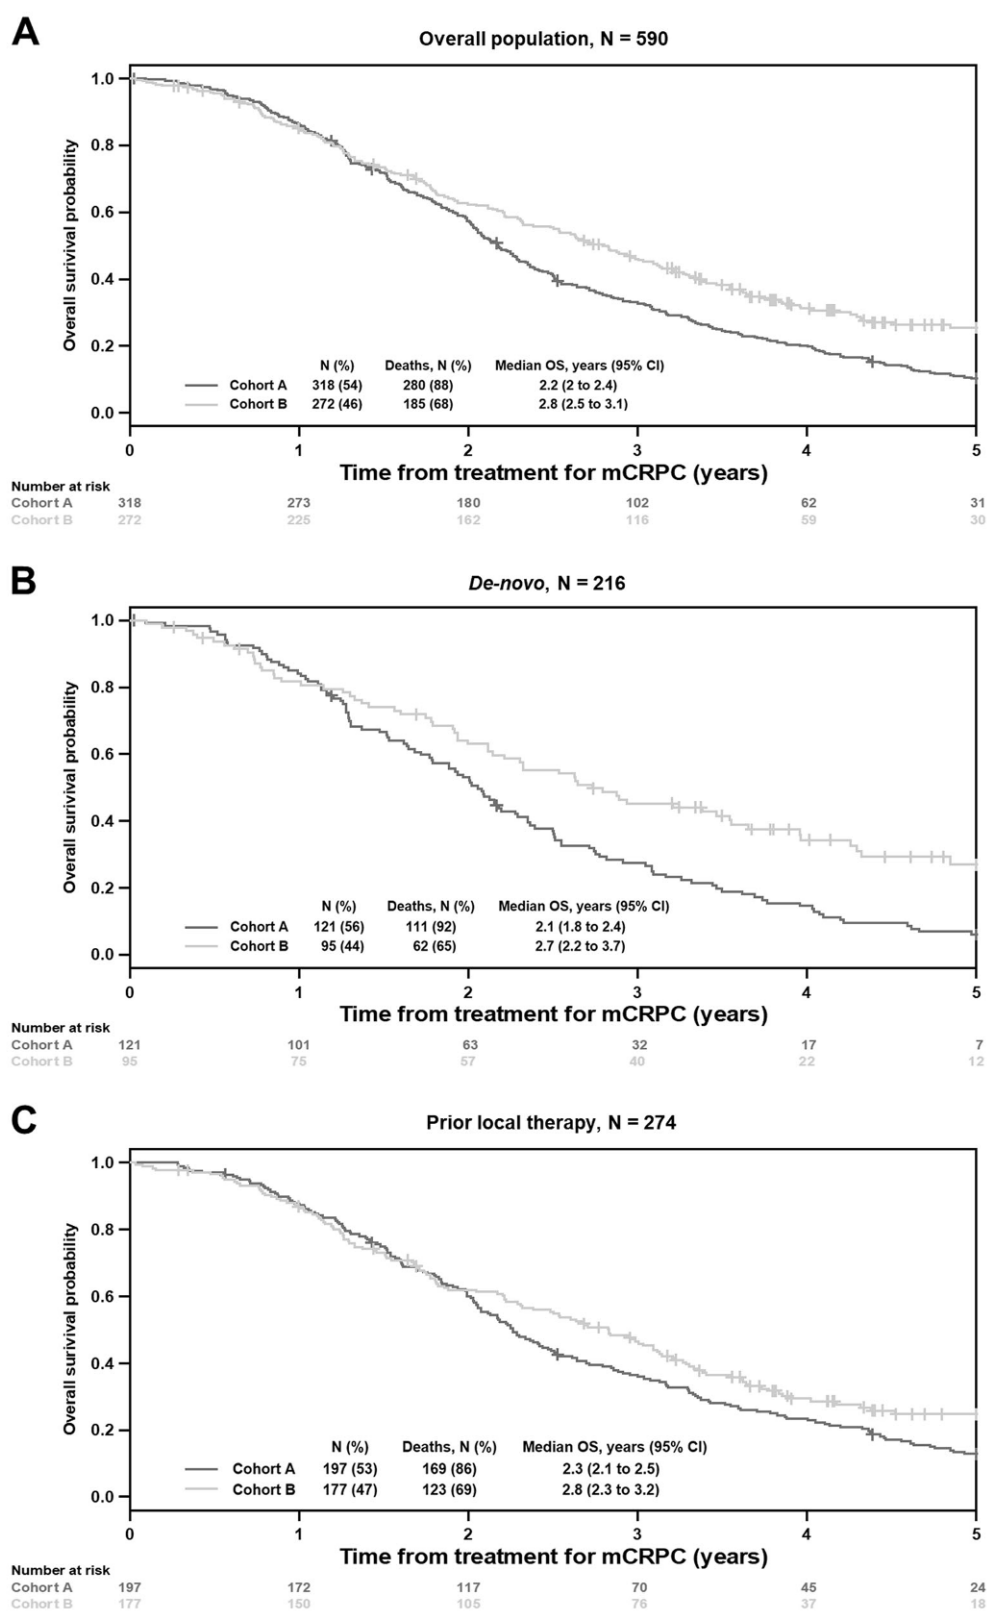 A
Overall population, N = 590
Overall surivival probability
1.0
0.8
0.6
0.4
0.2
0.0
N (%) Deaths, N (%) Median OS, years (95% CI)
Cohort A 318 (54) 280 (88) 2.2 (2 to 2.4)
Cohort B 272 (46) 185 (68) 2.8 (2.5 to 3.1)
0 1 2 3 4 5
Time from treatment for mCRPC (years)
Number at risk
Cohort A 318 273 180 102 62 31
Cohort B 272 225 162 116 59 30
B
De-novo, N = 216
Overall surivival probability
1.0
0.8
0.6
0.4
0.2
0.0
N (%) Deaths, N (%) Median OS, years (95% CI)
Cohort A 121 (56) 111 (92) 2.1 (1.8 to 2.4)
Cohort B 95 (44) 62 (65) 2.7 (2.2 to 3.7)
0 1 2 3 4 5
Time from treatment for mCRPC (years)
Number at risk
Cohort A 121 101 63 32 17 7
Cohort B 95 75 57 40 22 12
C
Prior local therapy, N = 274
Overall surivival probability
1.0
0.8
0.6
0.4
0.2
0.0
N (%) Deaths, N (%) Median OS, years (95% CI)
Cohort A 197 (53) 169 (86) 2.3 (2.1 to 2.5)
Cohort B 177 (47) 123 (69) 2.8 (2.3 to 3.2)
0 1 2 3 4 5
Time from treatment for mCRPC (years)
Number at risk
Cohort A 197 172 117 70 45 24
Cohort B 177 150 105 76 37 18